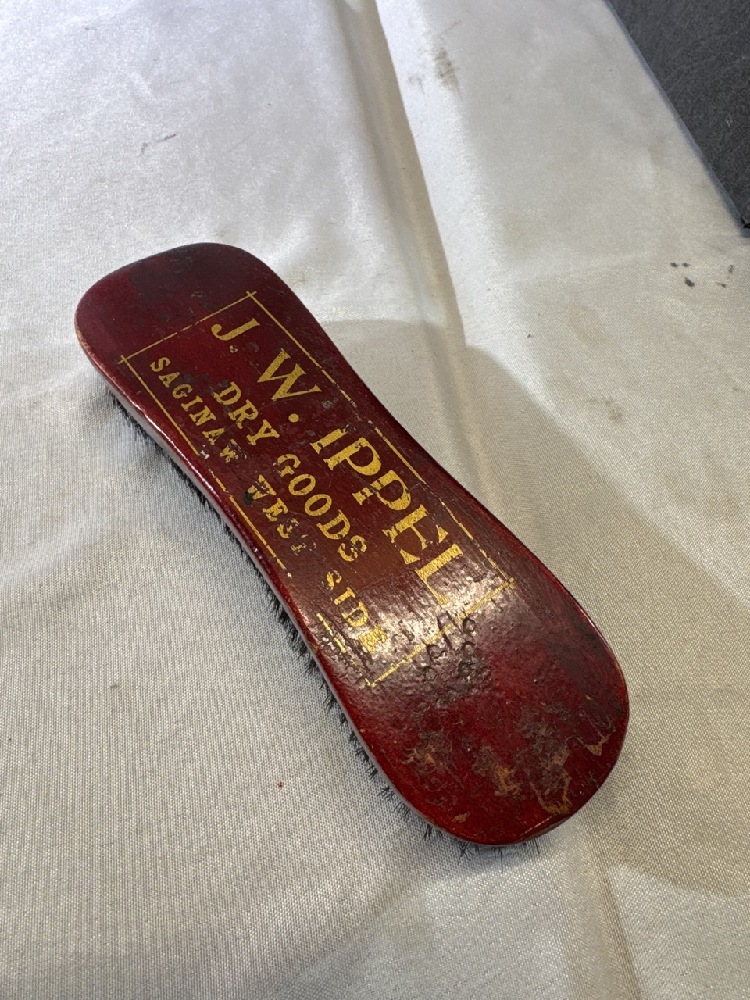 J. W. IPPEL
DRY GOODS
SAGINAW WEST SIDE